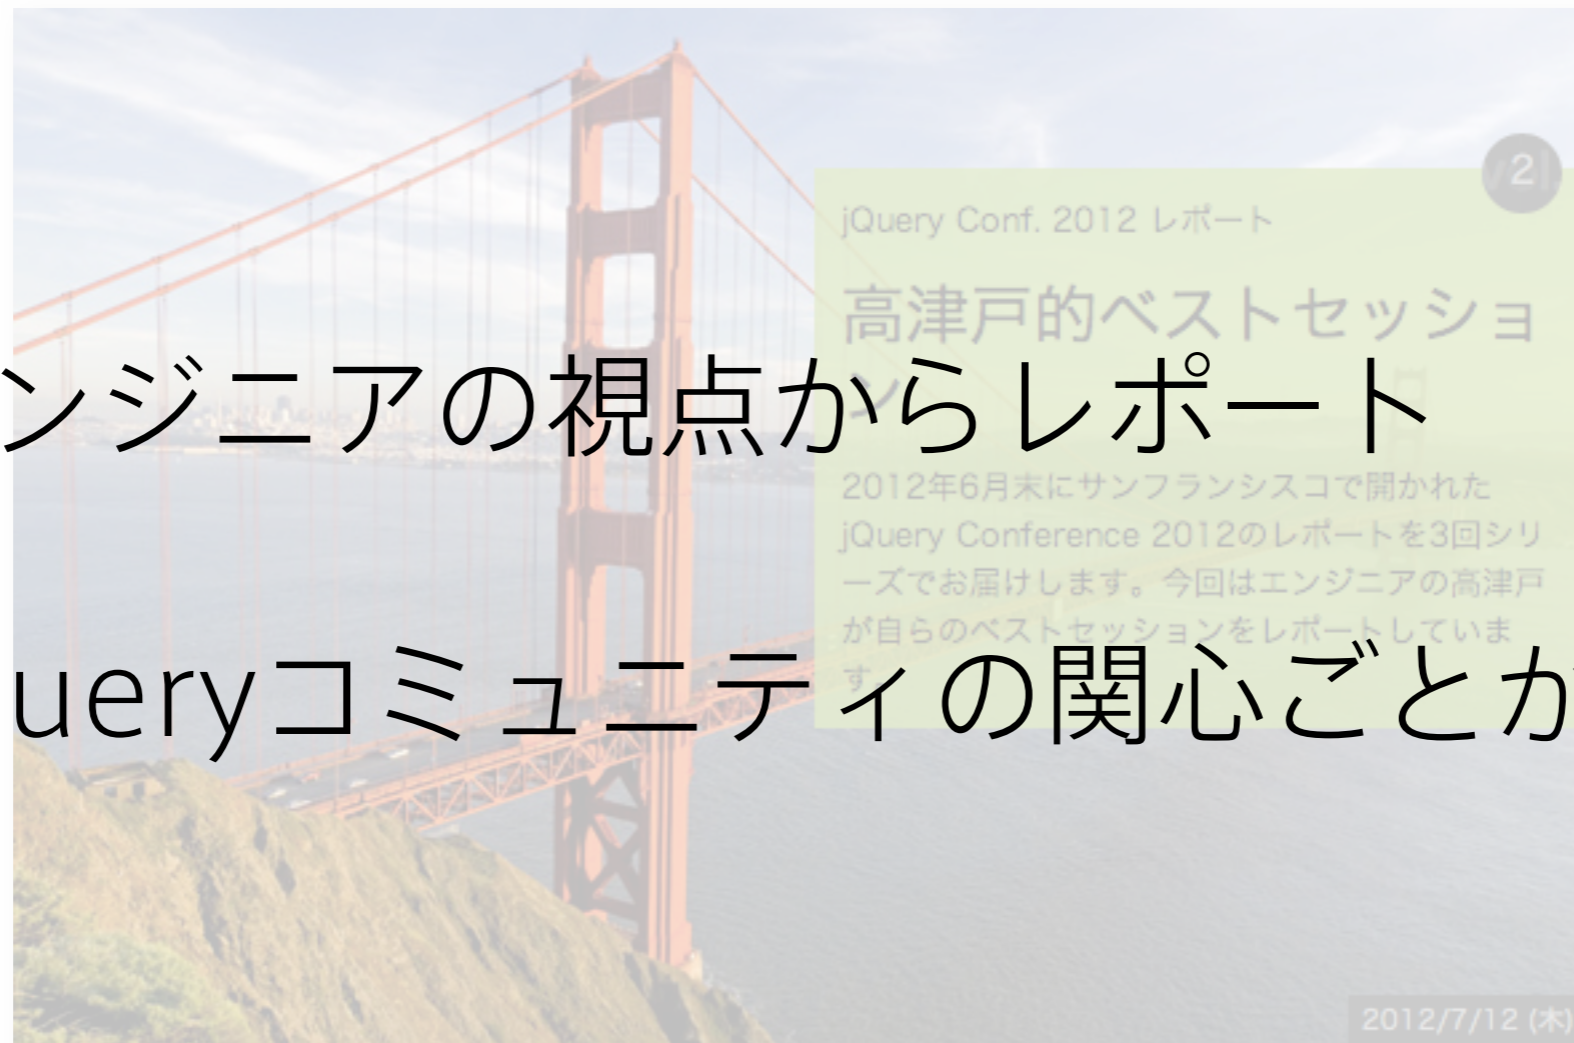 v2
jQuery Conf. 2012 レポート
高津戸的ベストセッショ
ン
ンジニアの視点からレポート
2012年6月末にサンフランシスコで開かれた
jQuery Conference 2012のレポートを3回シリ
ーズでお届けします。今回はエンジニアの高津戸
が自らのベストセッションをレポートしていま
す。
ueryコミュニティの関心ごとか
2012/7/12 (木)